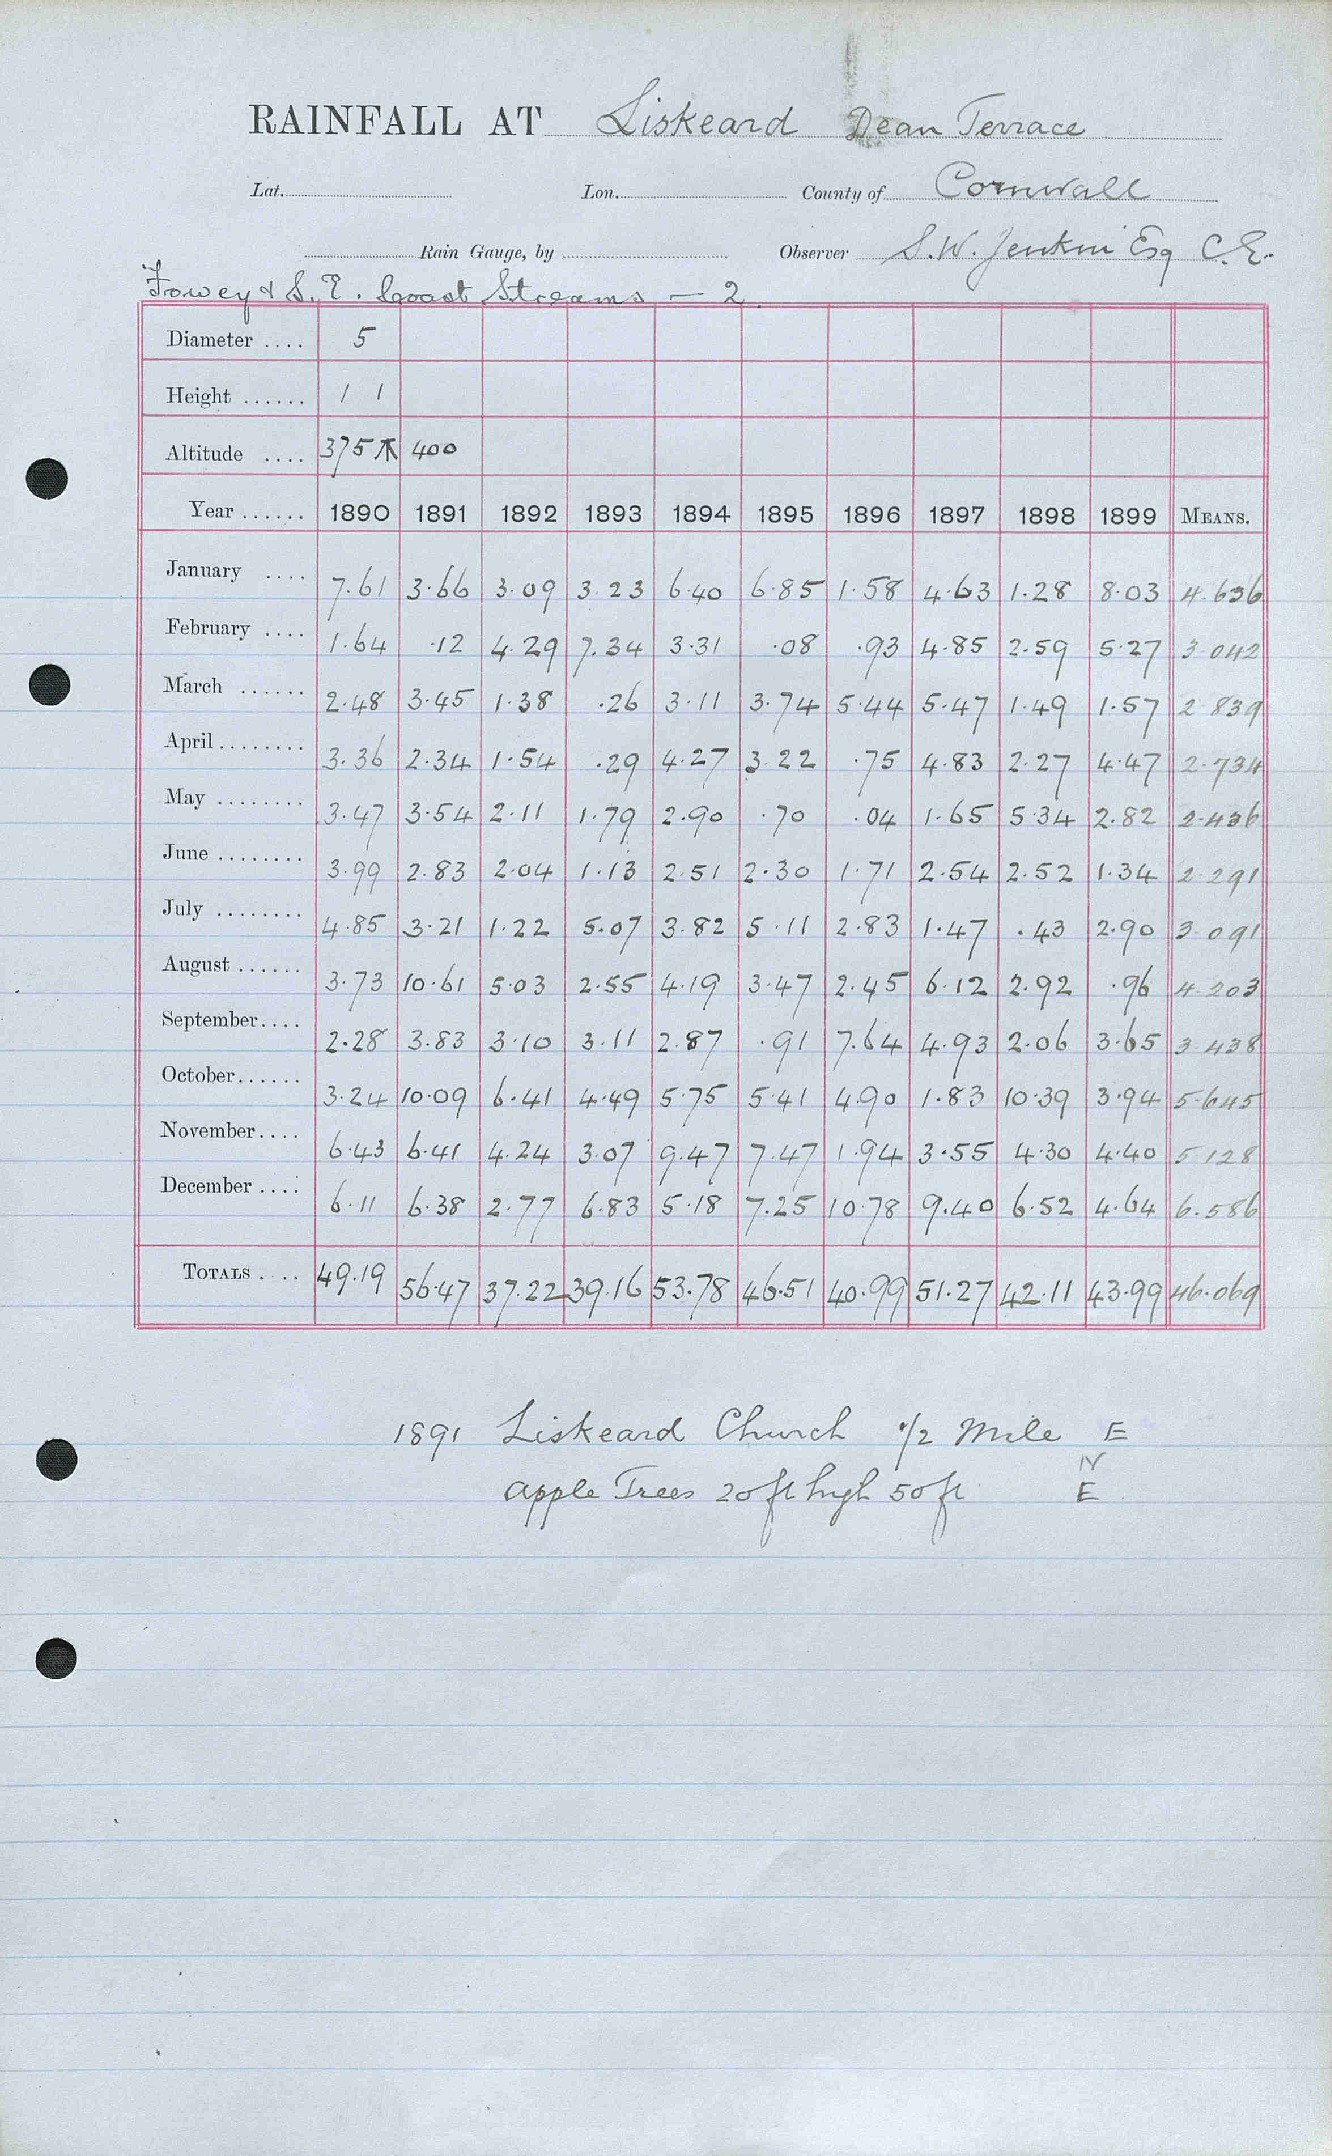 RAINFALL AT Liskeard Dean Terrace
Lat. Lon. County of Cornwall
Rain Gauge, by Observer S.W. Jenkin Esq C.E.
Fowey & S.E. Coast Streams — 2
Diameter .... 5
Height ...... 1 1
Altitude .... 375 400
Year ...... 1890 1891 1892 1893 1894 1895 1896 1897 1898 1899 MEANS.
January .... 7.61 3.66 3.09 3.23 6.40 6.85 1.58 4.63 1.28 8.03 4.636
February .... 1.64 .12 4.29 7.34 3.31 .08 .93 4.85 2.59 5.27 3.042
March ...... 2.48 3.45 1.38 .26 3.11 3.74 5.44 5.47 1.49 1.57 2.839
April ........ 3.36 2.34 1.54 .29 4.27 3.22 .75 4.83 2.27 4.47 2.734
May ........ 3.47 3.54 2.11 1.79 2.90 .70 .04 1.65 5.34 2.82 2.436
June ........ 3.99 2.83 2.04 1.13 2.51 2.30 1.71 2.54 2.52 1.34 2.291
July ........ 4.85 3.21 1.22 5.07 3.82 5.11 2.83 1.47 .43 2.90 3.091
August ...... 3.73 10.61 5.03 2.55 4.19 3.47 2.45 6.12 2.92 .96 4.203
September.... 2.28 3.83 3.10 3.11 2.87 .91 7.64 4.93 2.06 3.65 3.438
October...... 3.24 10.09 6.41 4.49 5.75 5.41 4.90 1.83 10.39 3.94 5.645
November.... 6.43 6.41 4.24 3.07 9.47 7.47 1.94 3.55 4.30 4.40 5.128
December .... 6.11 6.38 2.77 6.83 5.18 7.25 10.78 9.40 6.52 4.64 6.586
TOTALS .... 49.19 56.47 37.22 39.16 53.78 46.51 40.99 51.27 42.11 43.99 46.069
1891 Liskeard Church 1/2 Mile E
N
apple Trees 20 ft high 50 ft E